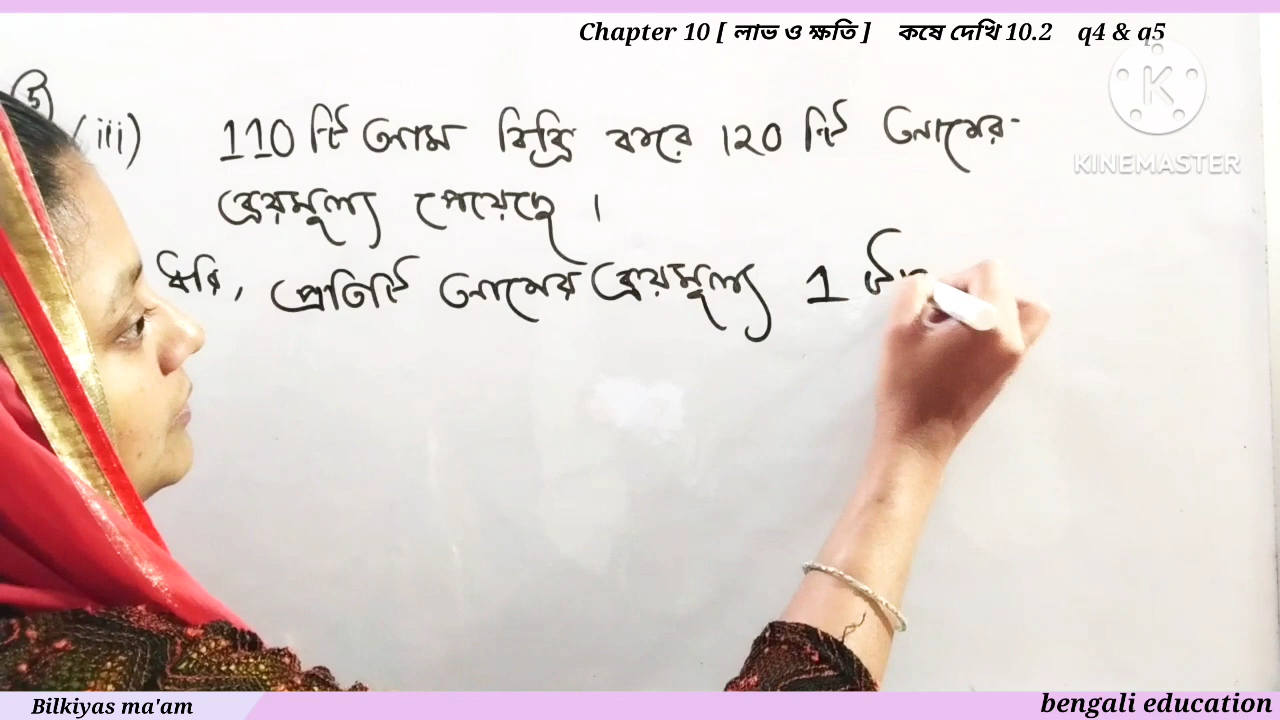 Chapter 10 [ লাভ ও ক্ষতি ] কষে দেখি 10.2 q4 & q5
KINEMASTER
5
(iii) 110 টি আম বিক্রি করে 120 টি আমের
ক্রয়মূল্য পেয়েছে ।
ধরি, প্রতিটি আমের ক্রয়মূল্য 1
Bilkiyas ma'am
bengali education